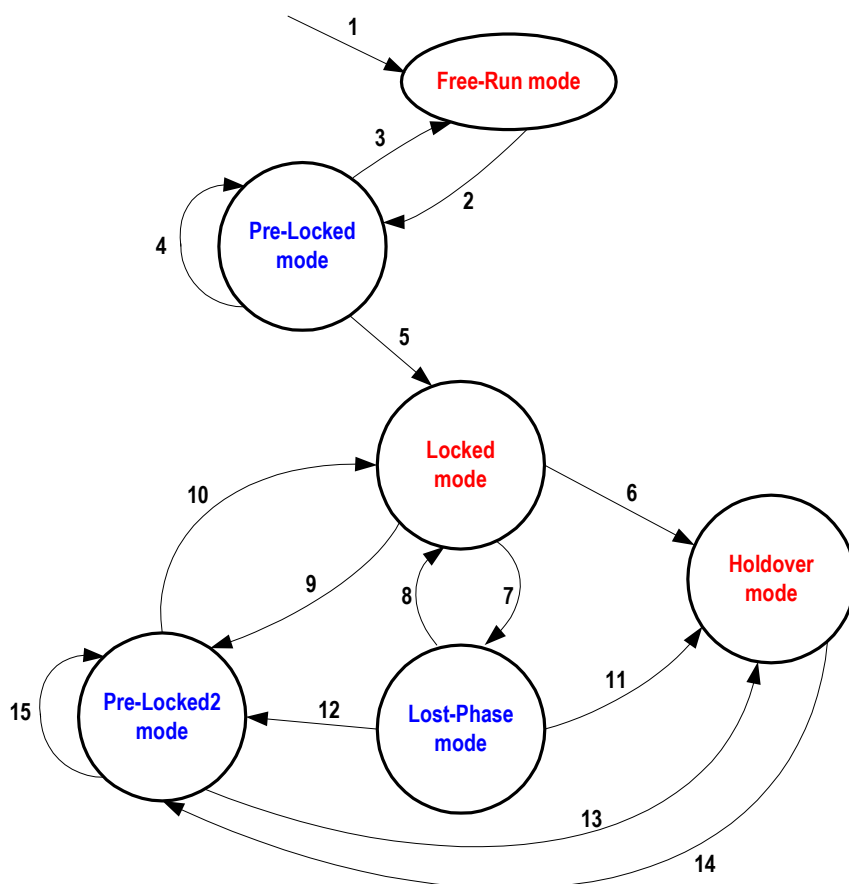 1
Free-Run mode
3
2
Pre-Locked
mode
4
5
Locked
mode
10
6
Holdover
mode
9
8
7
11
Pre-Locked2
mode
15
12
Lost-Phase
mode
13
14